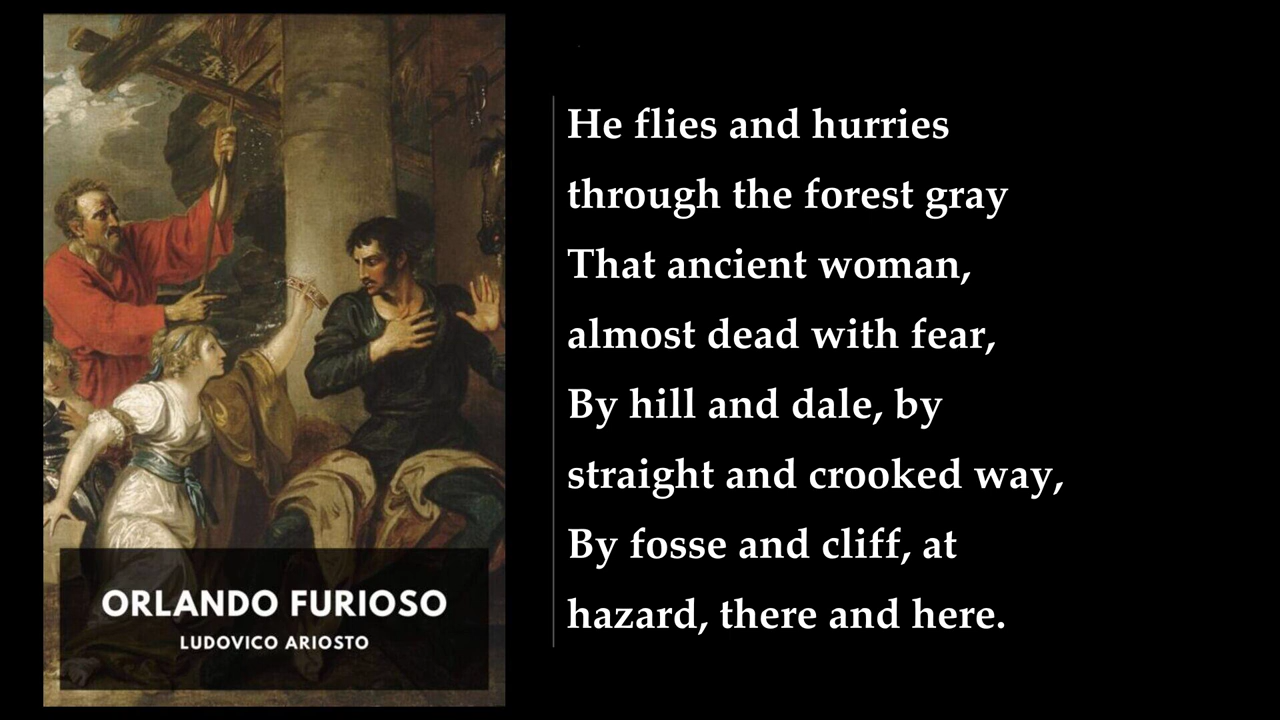 ORLANDO FURIOSO
LUDOVICO ARIOSTO
He flies and hurries
through the forest gray
That ancient woman,
almost dead with fear,
By hill and dale, by
straight and crooked way,
By fosse and cliff, at
hazard, there and here.